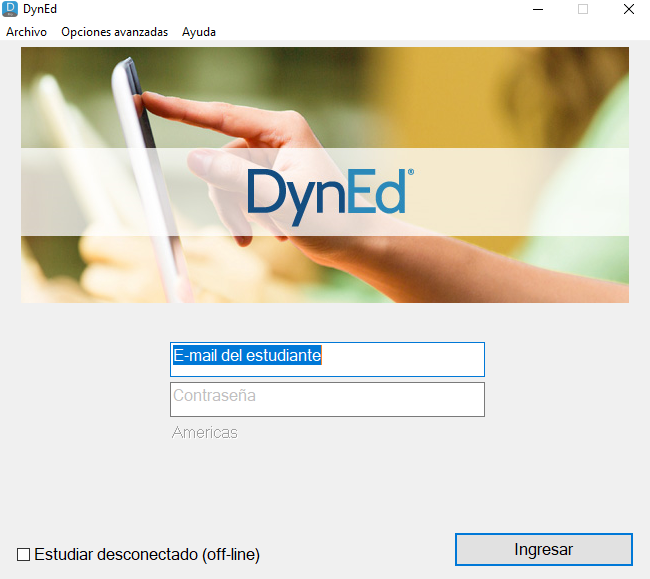 DynEd
Archivo Opciones avanzadas Ayuda
DynEd®
E-mail del estudiante
Contraseña
Americas
Estudiar desconectado (off-line)
Ingresar